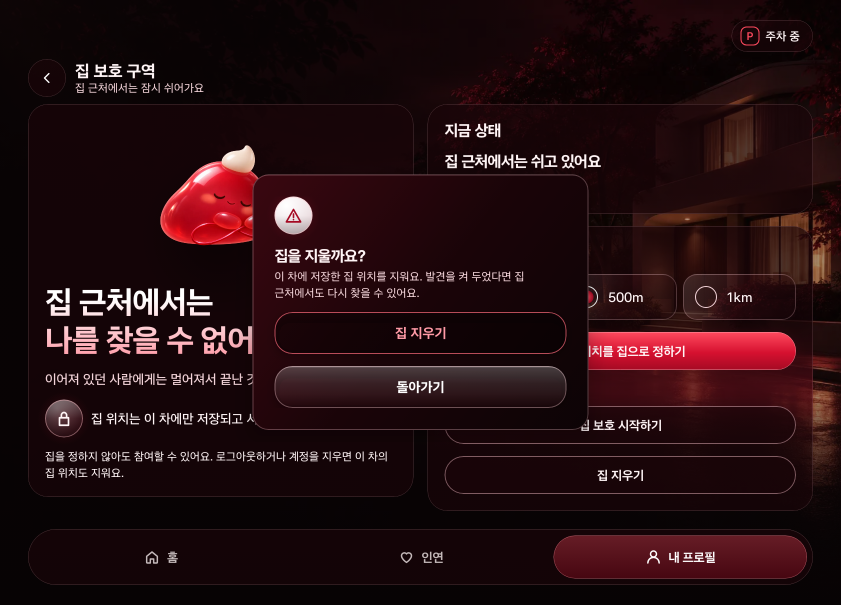 P 주차 중
집 보호 구역
집 근처에서는 잠시 쉬어가요
지금 상태
집 근처에서는 쉬고 있어요
집 근처에서는
나를 찾을 수 없어
이어져 있던 사람에게는 멀어져서 끝난
집 위치는 이 차에만 저장되고
집을 정하지 않아도 참여할 수 있어요. 로그아웃하거나 계정을 지우면 이 차의
집 위치도 지워요.
집을 지울까요?
이 차에 저장한 집 위치를 지워요. 발견을 켜 두었다면 집
근처에서도 다시 찾을 수 있어요.
집 지우기
돌아가기
500m
1km
위치를 집으로 정하기
집 보호 시작하기
집 지우기
홈
인연
내 프로필